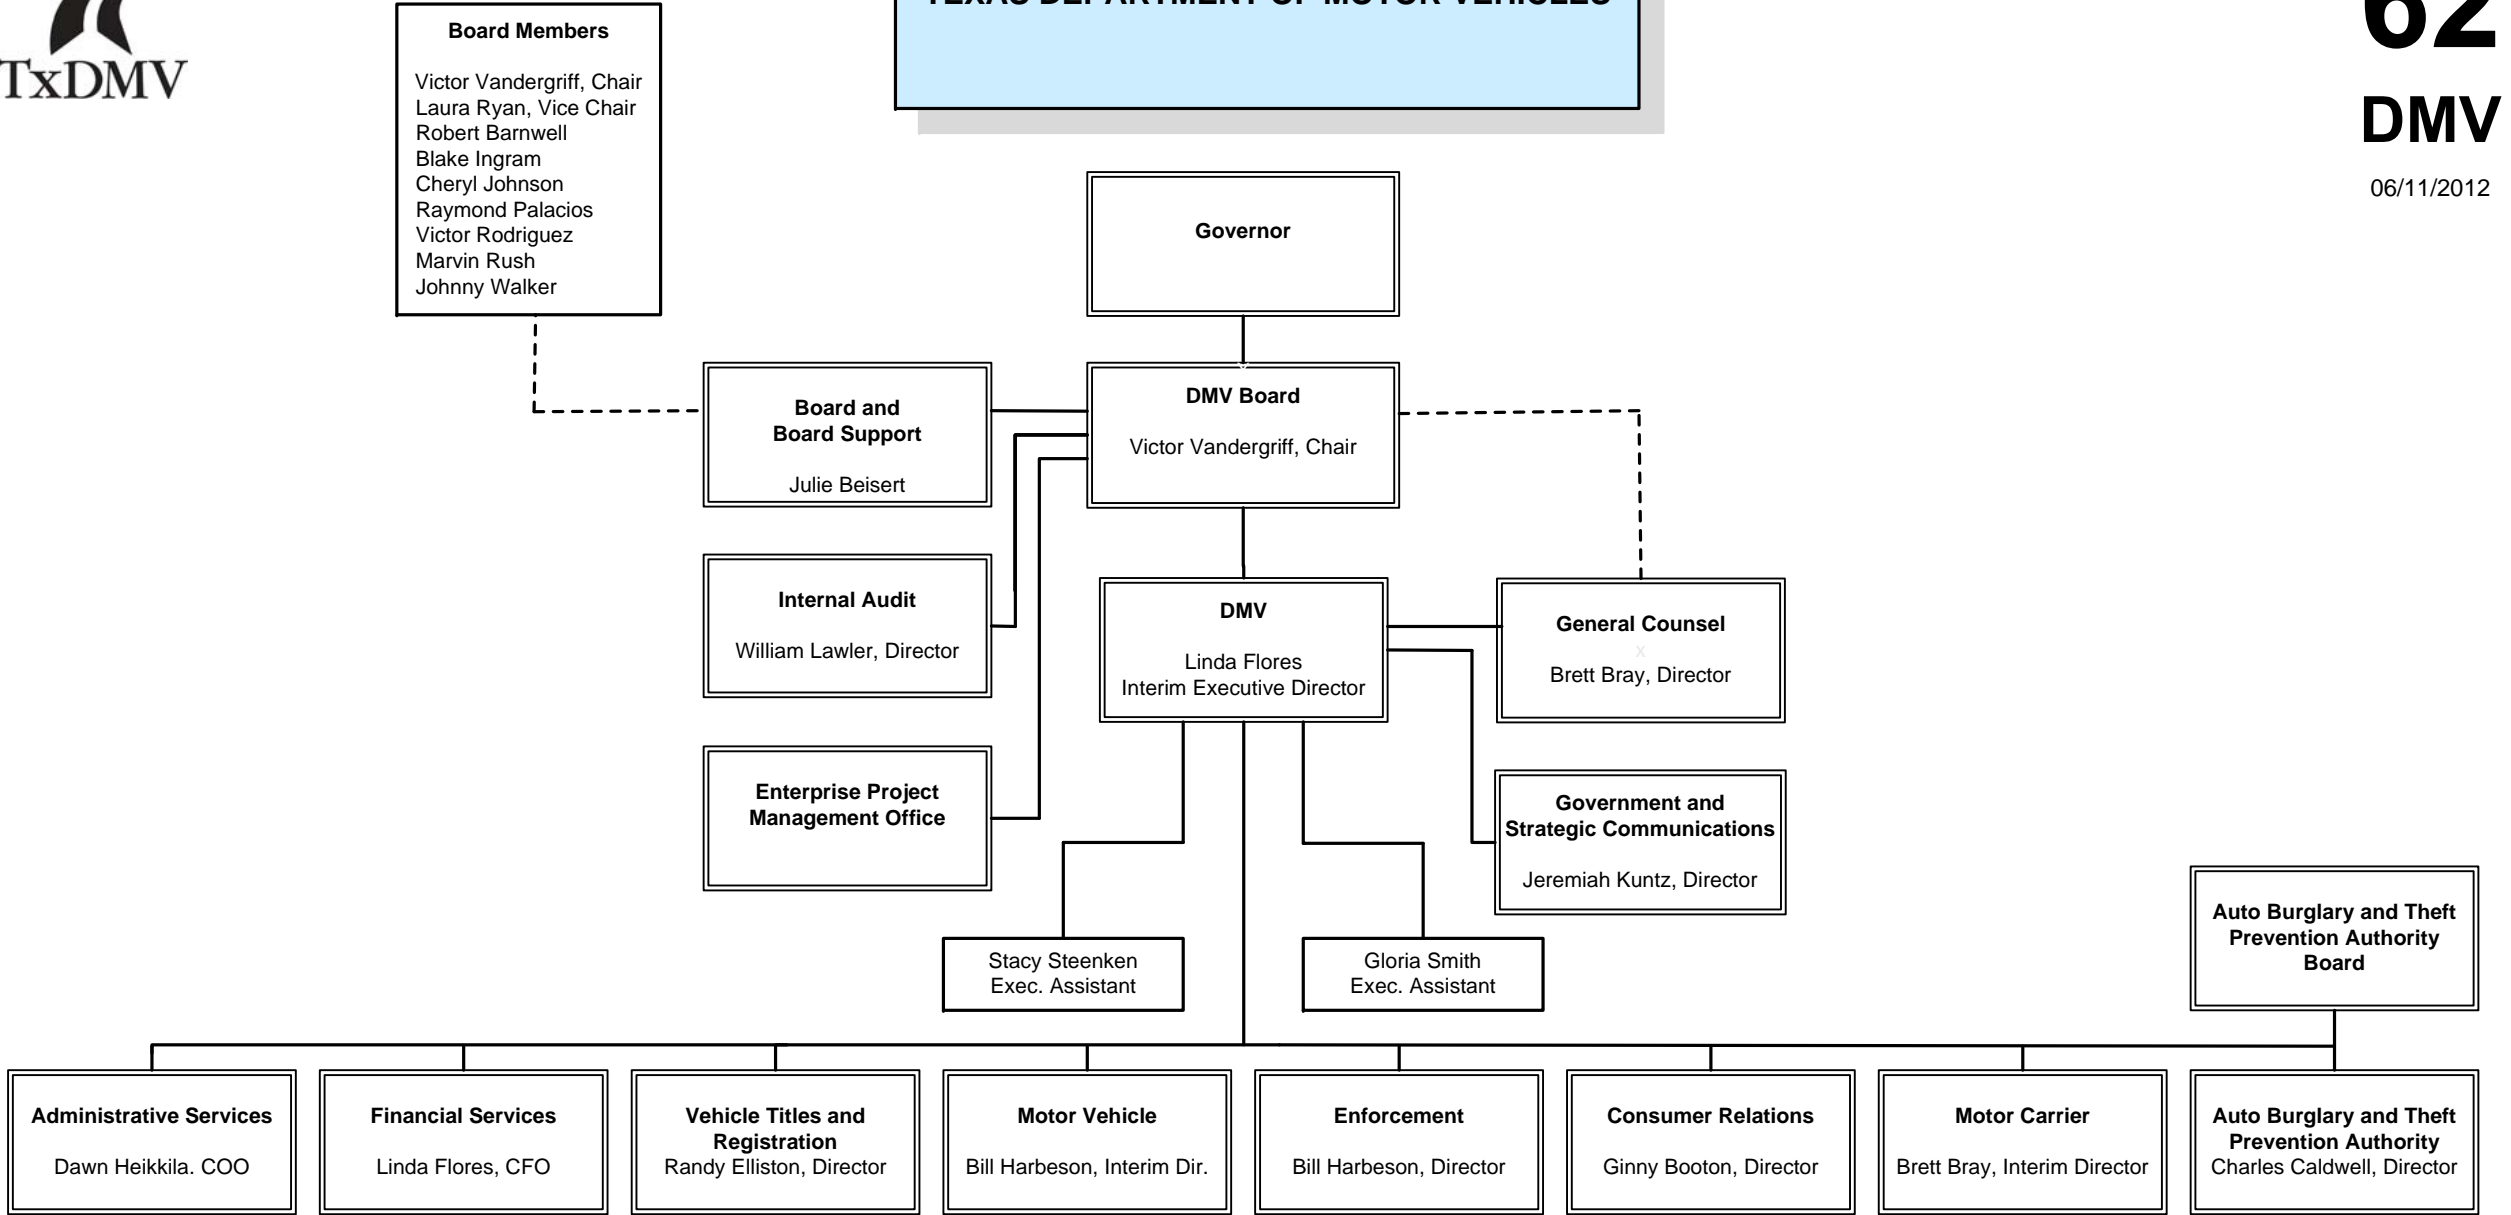 TEXAS DEPARTMENT OF MOTOR VEHICLES
62
DMV
06/11/2012
TxDMV
Board Members
Victor Vandergriff, Chair
Laura Ryan, Vice Chair
Robert Barnwell
Blake Ingram
Cheryl Johnson
Raymond Palacios
Victor Rodriguez
Marvin Rush
Johnny Walker
Governor
Board and
Board Support
Julie Beisert
DMV Board
Victor Vandergriff, Chair
Internal Audit
William Lawler, Director
DMV
Linda Flores
Interim Executive Director
General Counsel
x
Brett Bray, Director
Enterprise Project
Management Office
Government and
Strategic Communications
Jeremiah Kuntz, Director
Stacy Steenken
Exec. Assistant
Gloria Smith
Exec. Assistant
Auto Burglary and Theft
Prevention Authority
Board
Administrative Services
Dawn Heikkila. COO
Financial Services
Linda Flores, CFO
Vehicle Titles and
Registration
Randy Elliston, Director
Motor Vehicle
Bill Harbeson, Interim Dir.
Enforcement
Bill Harbeson, Director
Consumer Relations
Ginny Booton, Director
Motor Carrier
Brett Bray, Interim Director
Auto Burglary and Theft
Prevention Authority
Charles Caldwell, Director